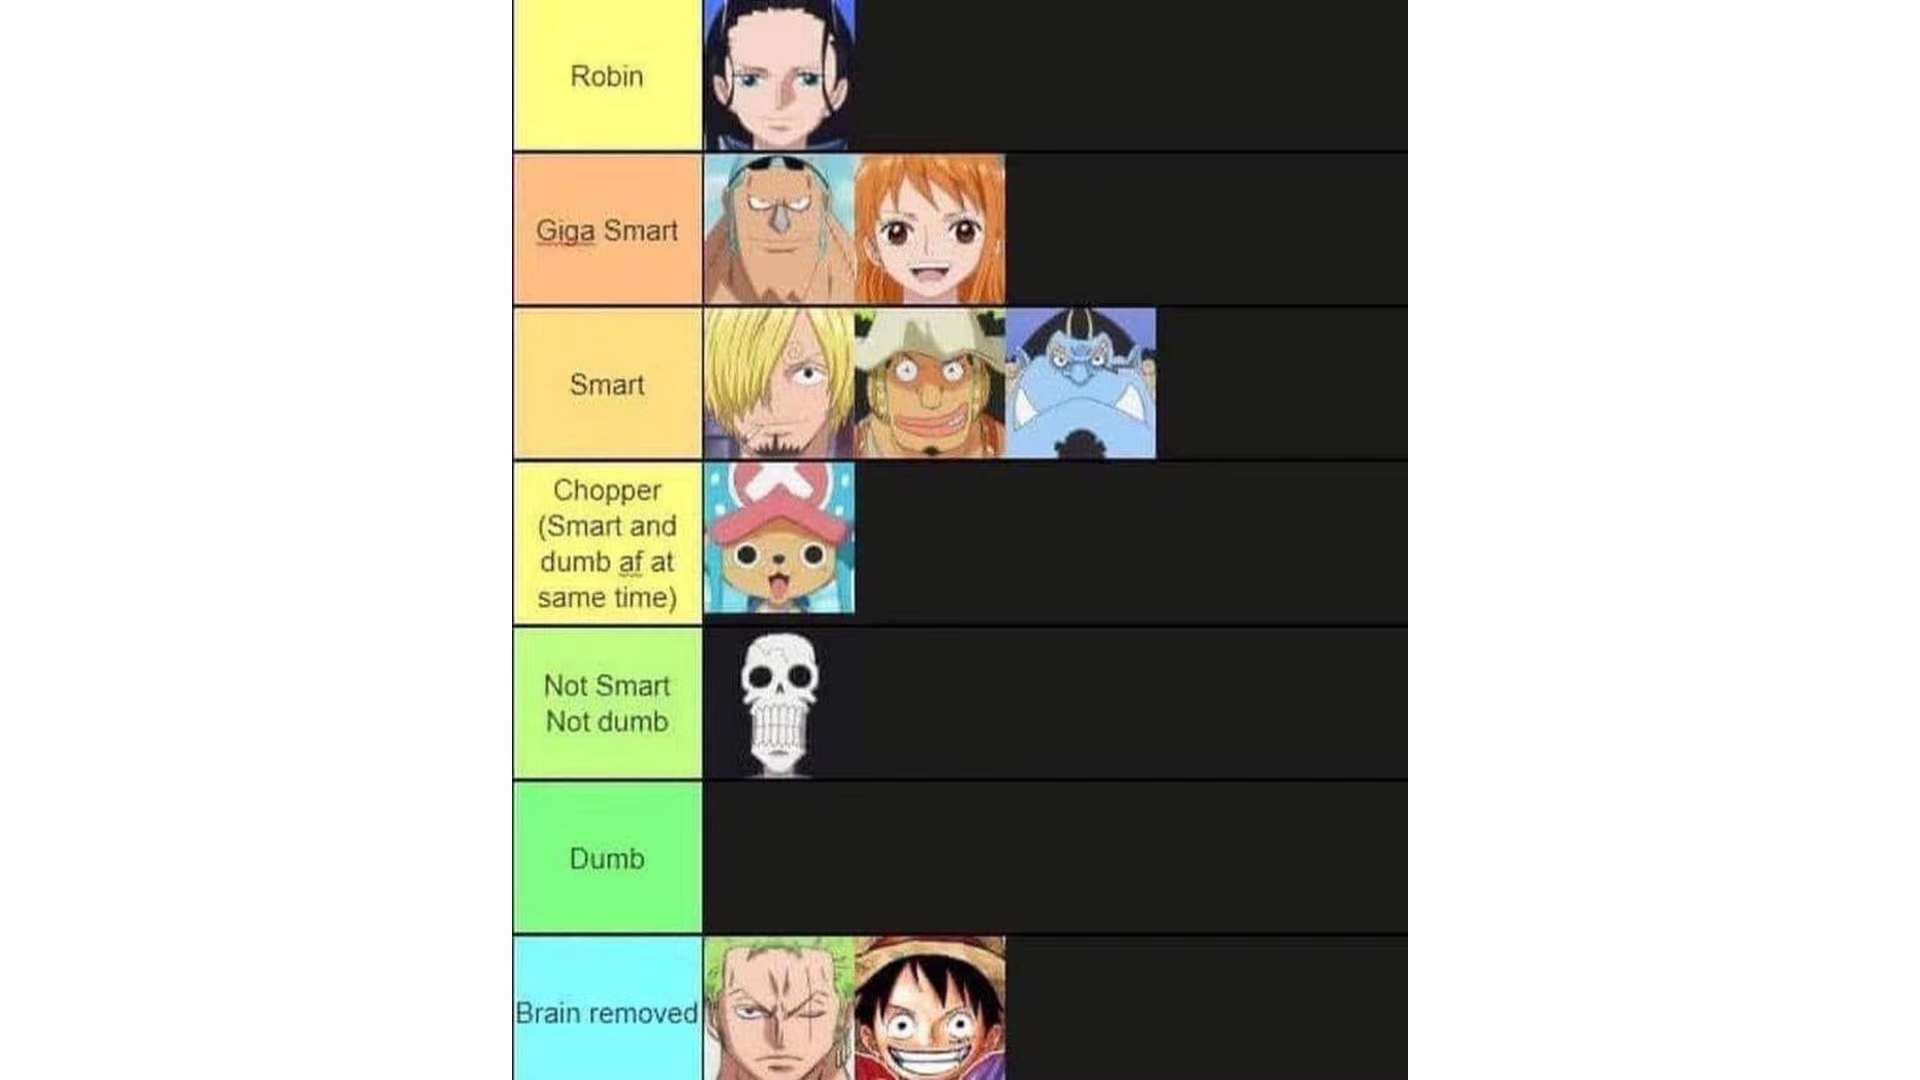 Robin
Giga Smart
Smart
Chopper
(Smart and
dumb af at
same time)
Not Smart
Not dumb
Dumb
Brain removed